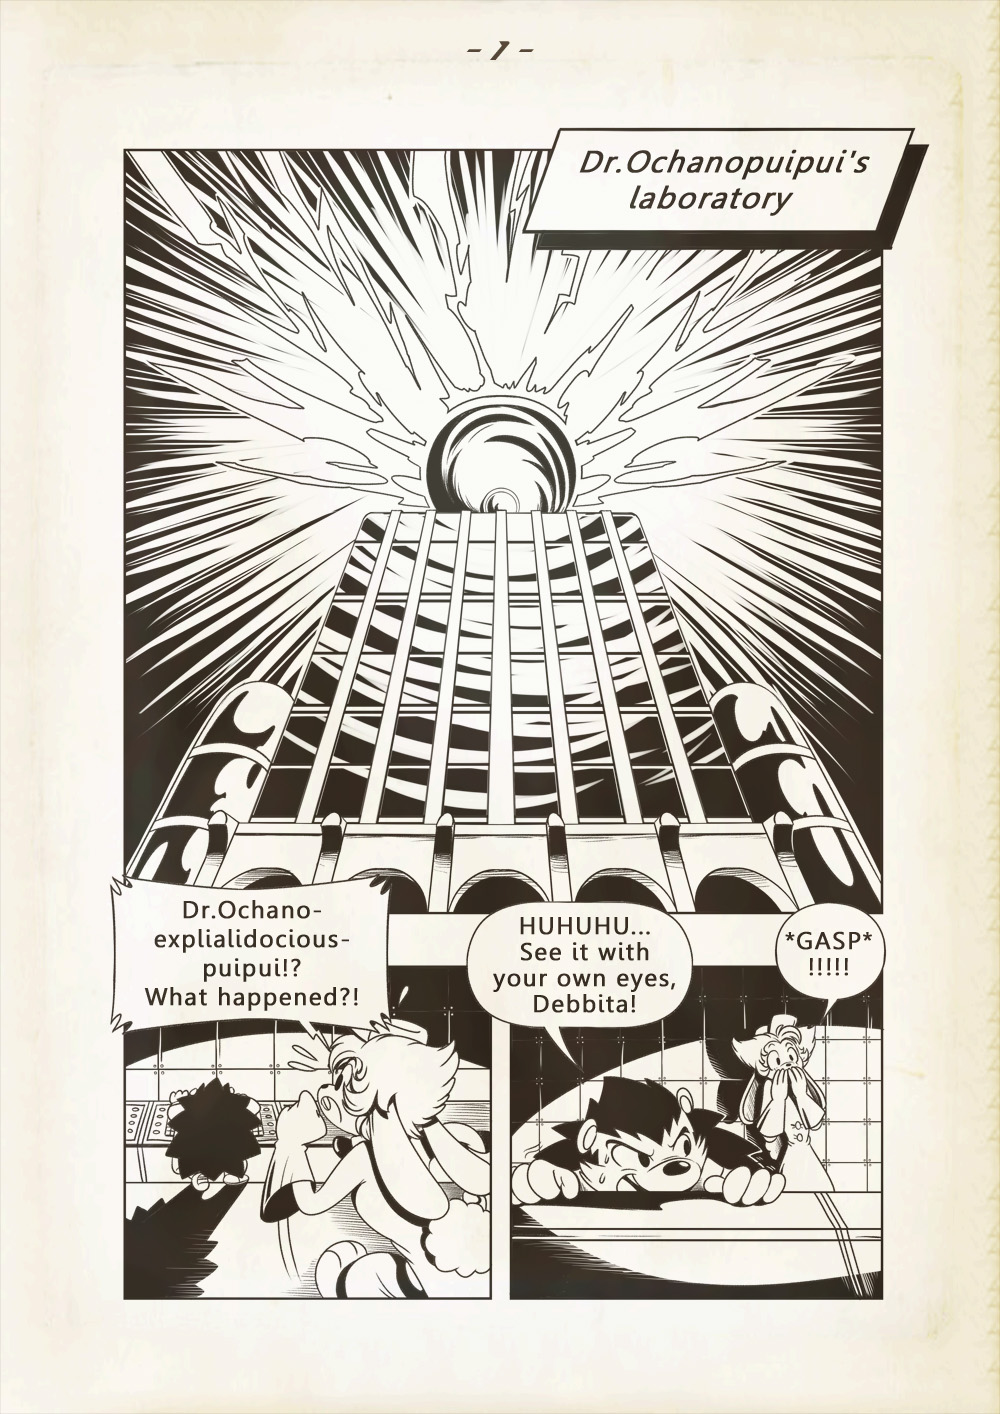 - 1 -
Dr.Ochanopuipui's
laboratory
Dr.Ochano-
explialidocious-
puipui!?
What happened?!
HUHUHU...
See it with
your own eyes,
Debbita!
*GASP*
!!!!!